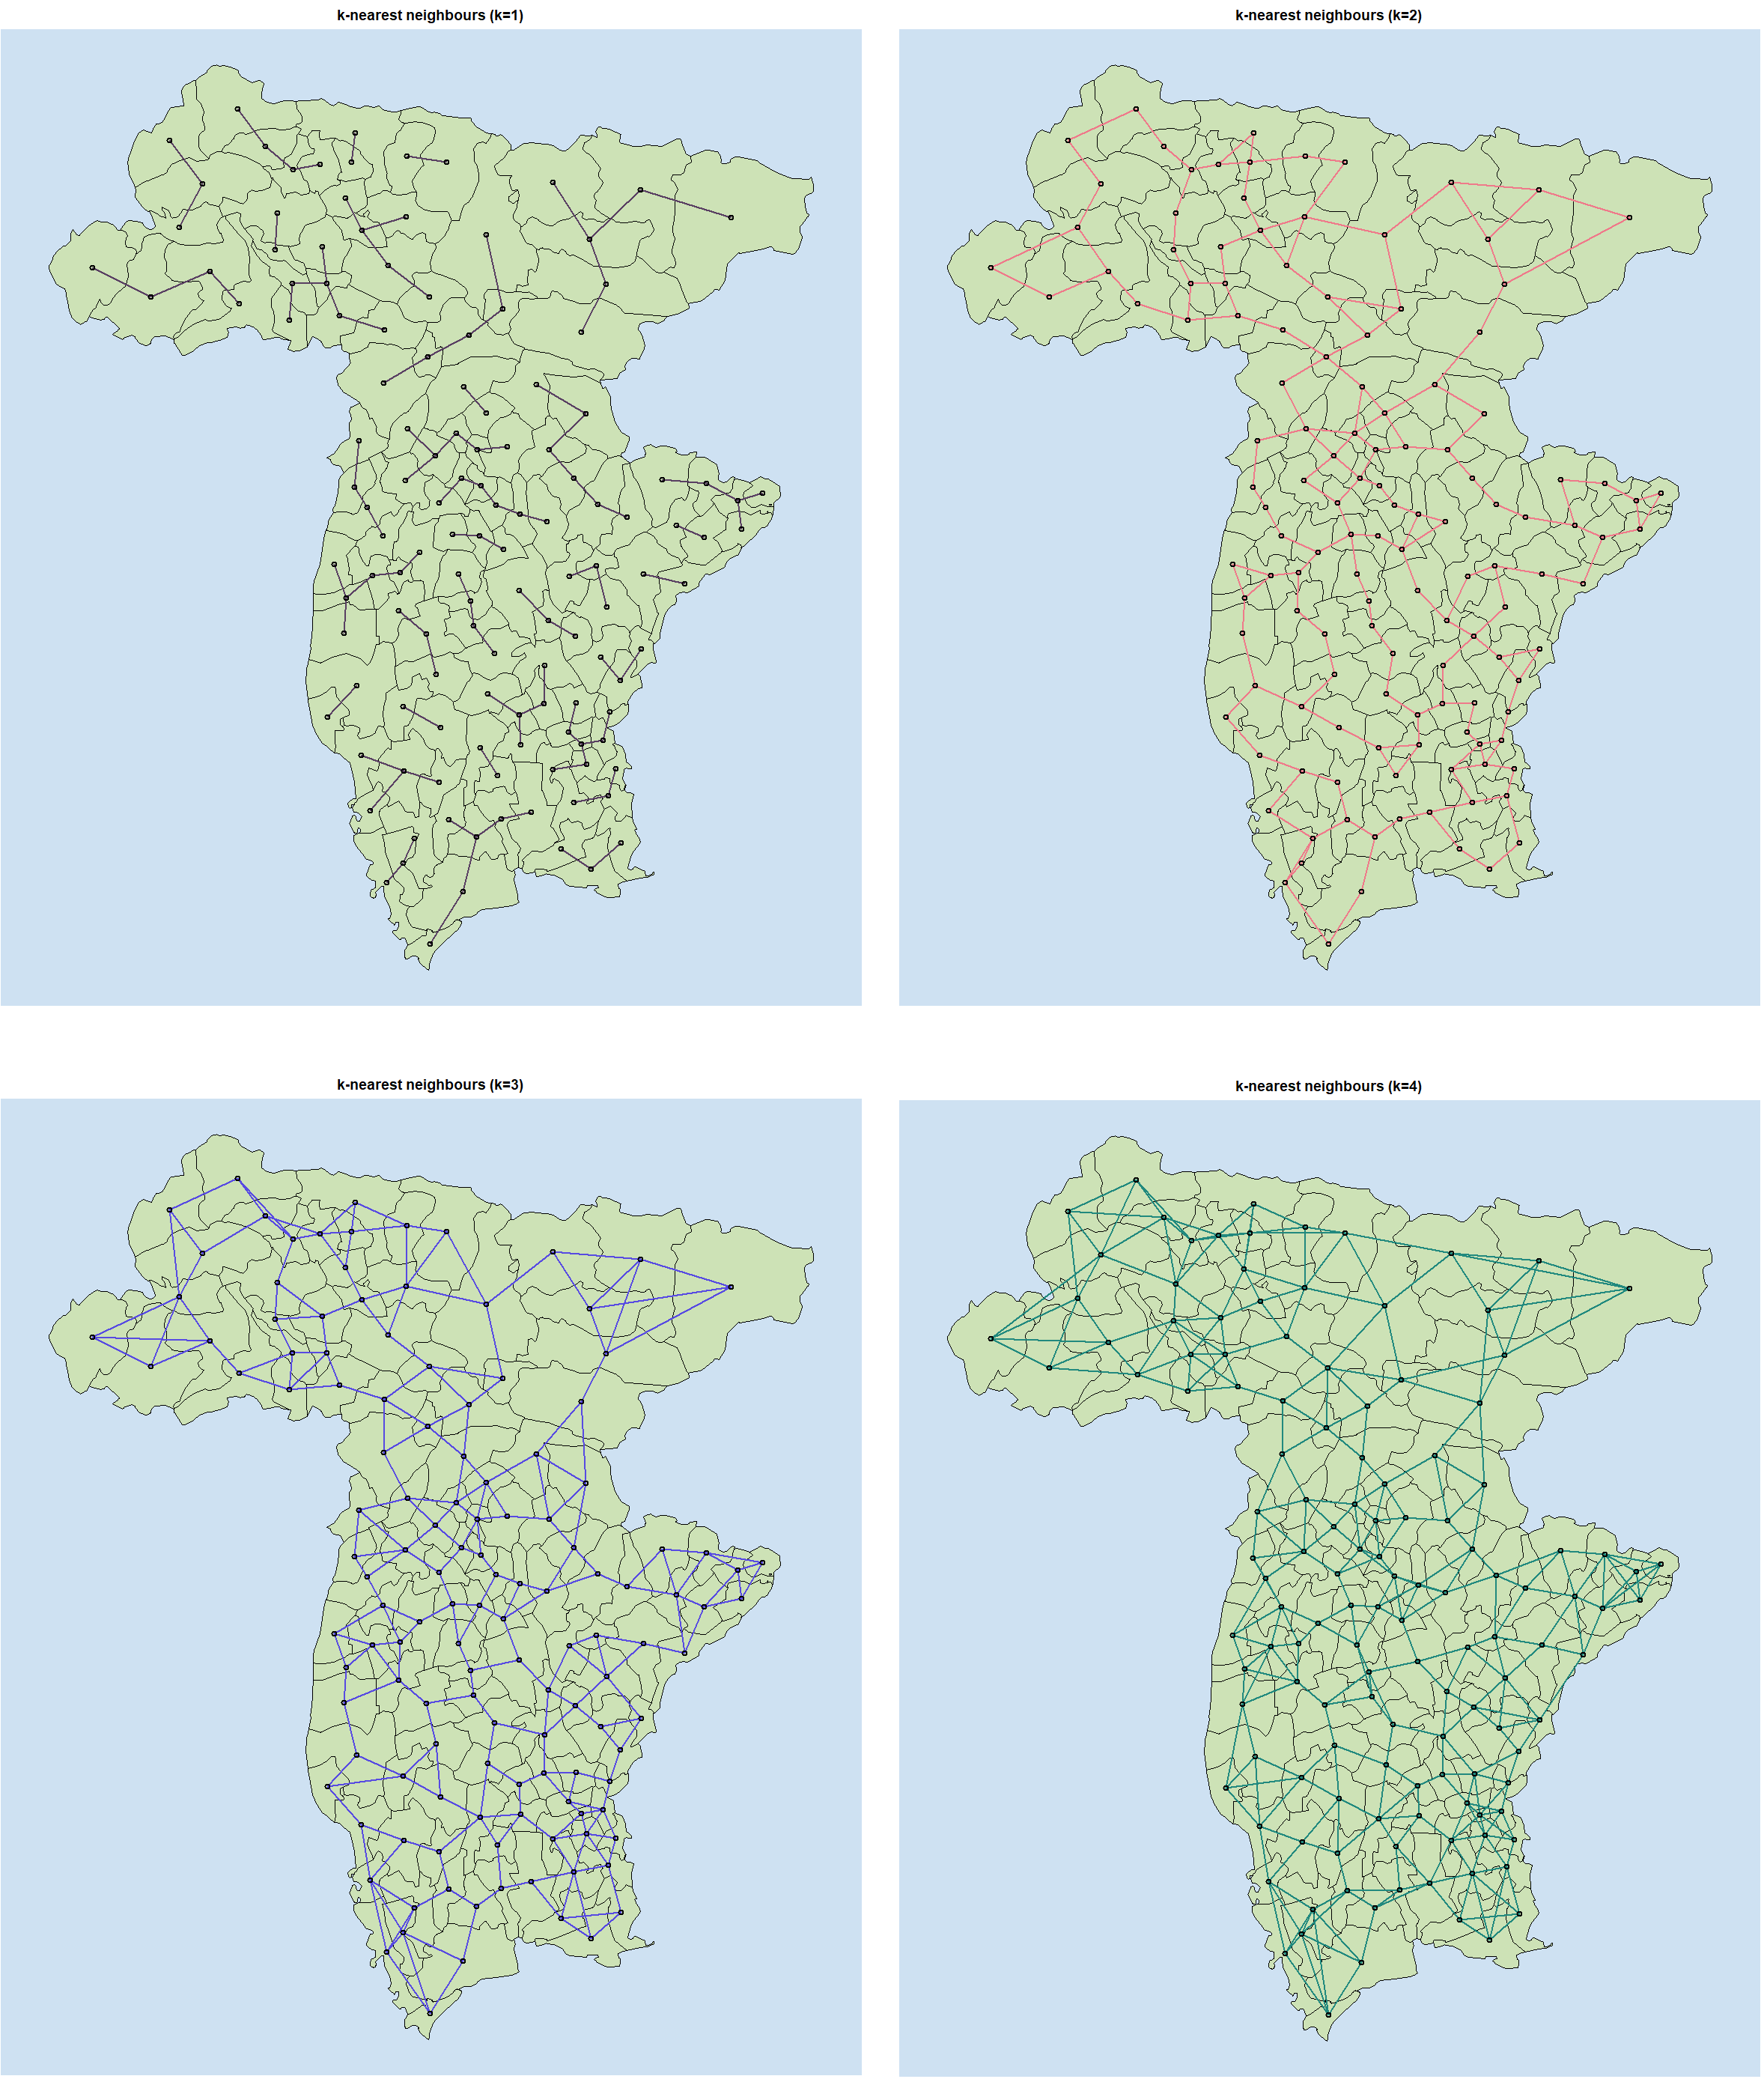 k-nearest neighbours (k=1)
k-nearest neighbours (k=2)
k-nearest neighbours (k=3)
k-nearest neighbours (k=4)